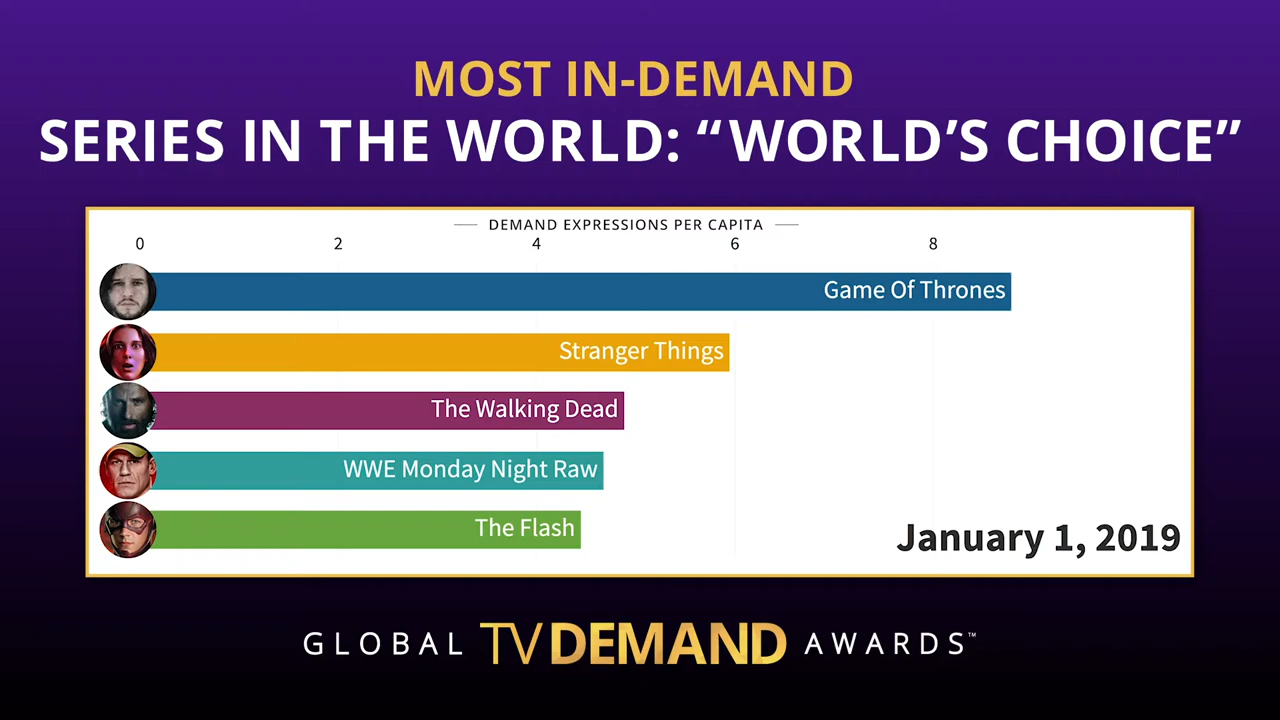 MOST IN-DEMAND
SERIES IN THE WORLD: “WORLD’S CHOICE”
DEMAND EXPRESSIONS PER CAPITA
0 2 4 6 8
Game Of Thrones
Stranger Things
The Walking Dead
WWE Monday Night Raw
The Flash
January 1, 2019
GLOBAL TV DEMAND AWARDS™